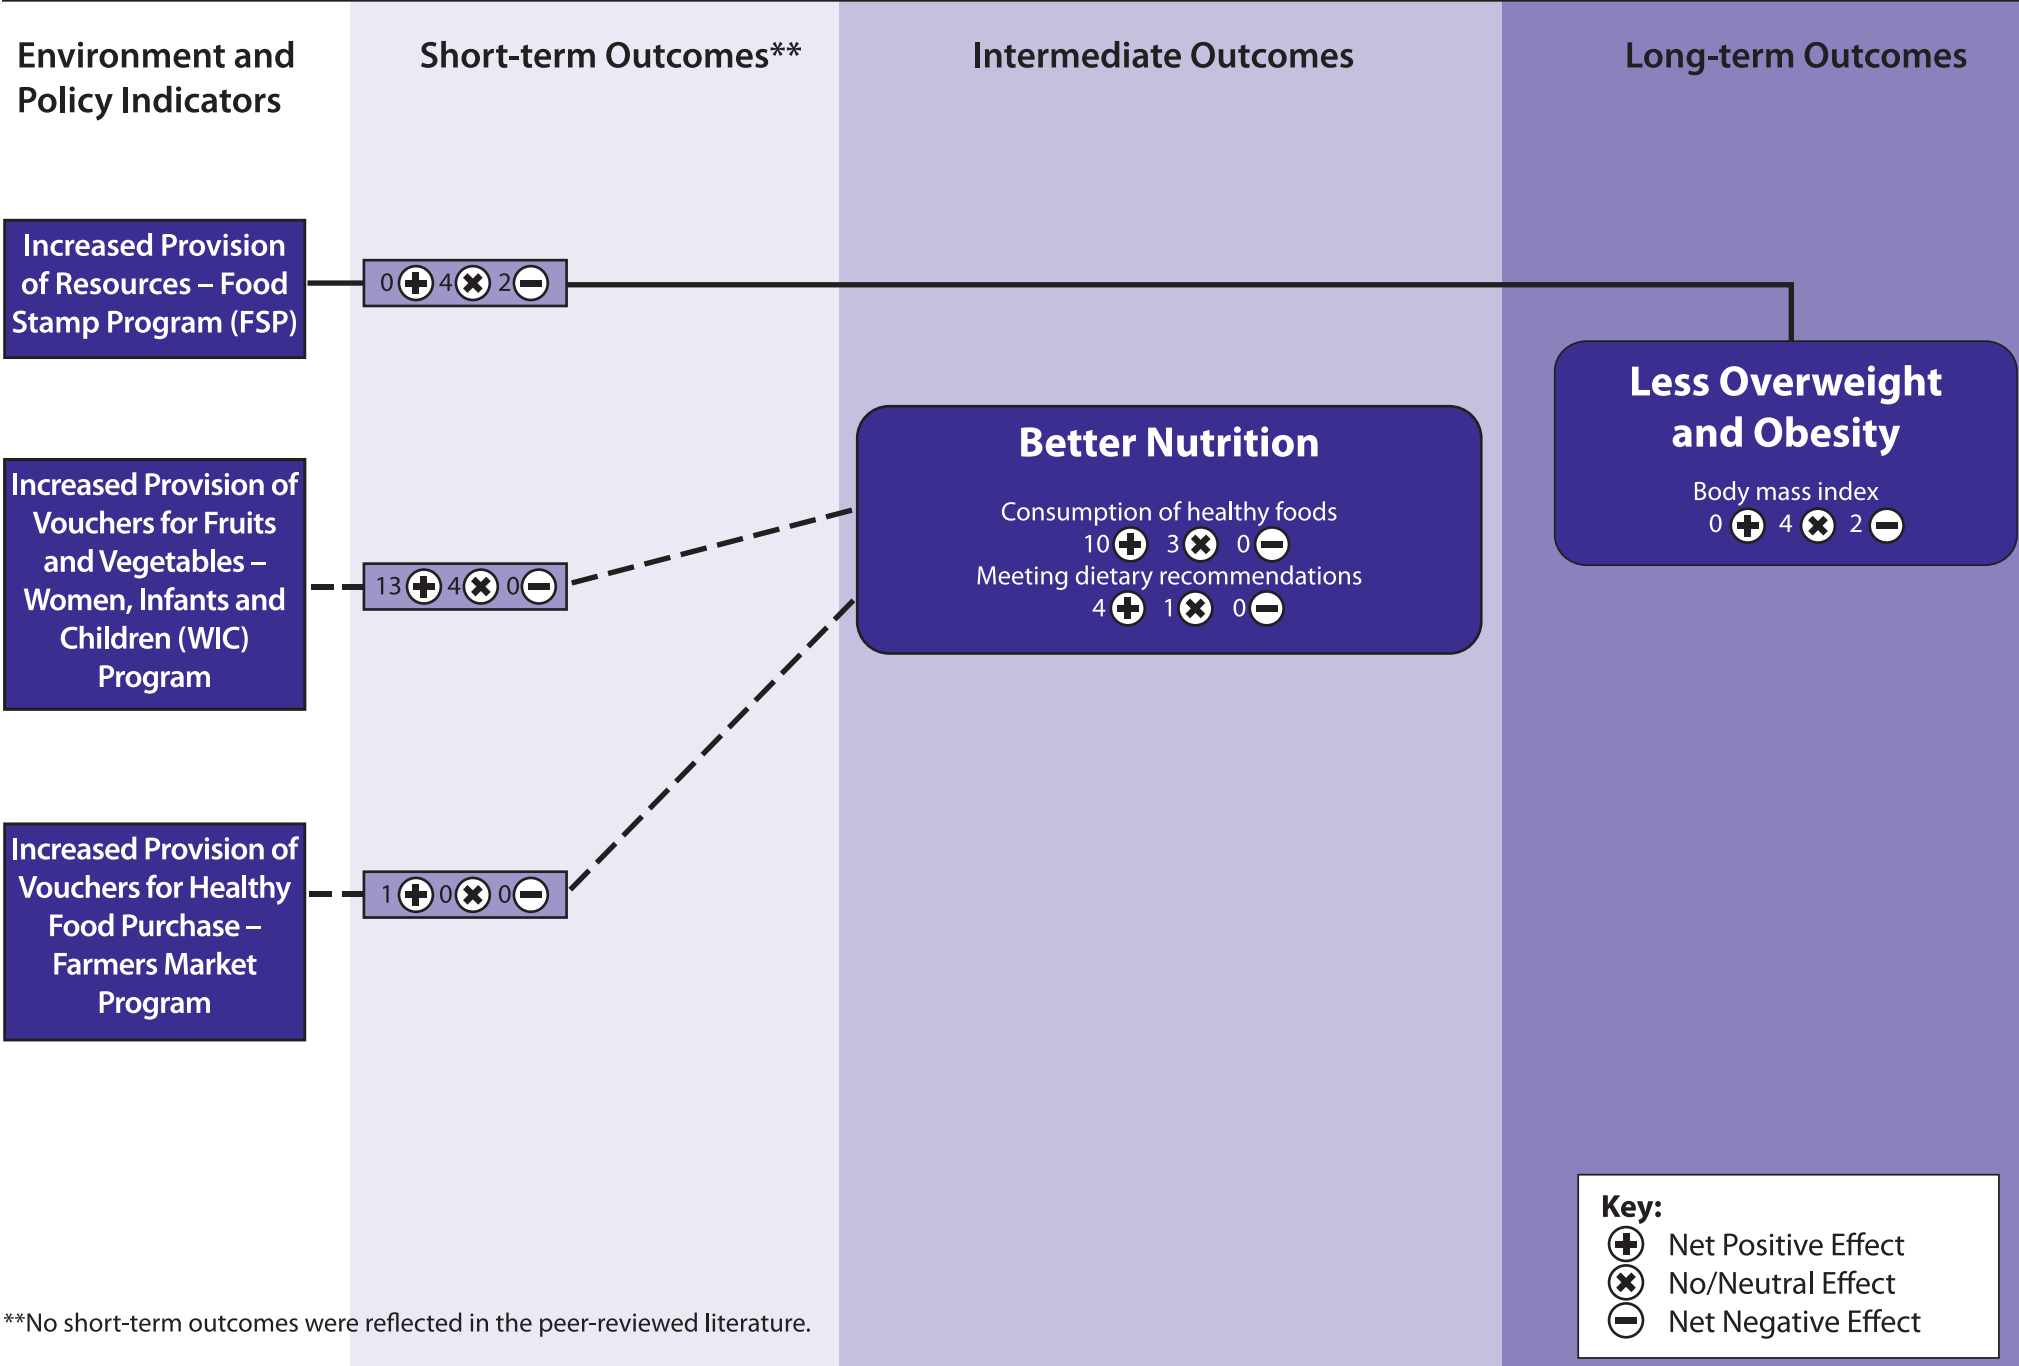 Environment and
Policy Indicators
Short-term Outcomes**
Intermediate Outcomes
Long-term Outcomes
Increased Provision
of Resources – Food
Stamp Program (FSP)
0 + 4 × 2 −
Increased Provision of
Vouchers for Fruits
and Vegetables –
Women, Infants and
Children (WIC)
Program
13 + 4 × 0 −
Increased Provision of
Vouchers for Healthy
Food Purchase –
Farmers Market
Program
1 + 0 × 0 −
Better Nutrition
Consumption of healthy foods
10 + 3 × 0 −
Meeting dietary recommendations
4 + 1 × 0 −
Less Overweight
and Obesity
Body mass index
0 + 4 × 2 −
Key:
+ Net Positive Effect
× No/Neutral Effect
− Net Negative Effect
**No short-term outcomes were reflected in the peer-reviewed literature.